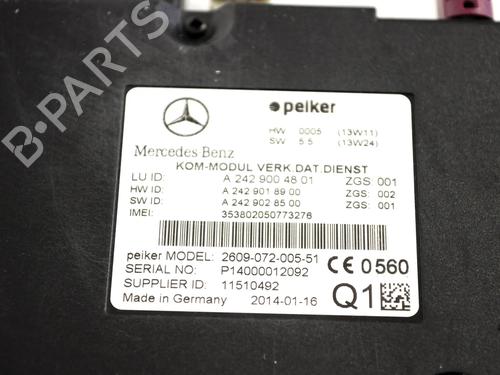 B-PARTS
peiker
HW 0005 (13W11)
SW 5.5 (13W24)
Mercedes Benz
KOM-MODUL VERK.DAT.DIENST
LU ID: A 242 900 48 01 ZGS: 001
HW ID: A 242 901 89 00 ZGS: 002
SW ID: A 242 902 85 00 ZGS: 001
IMEI: 353802050773276
peiker MODEL: 2609-072-005-51
SERIAL NO: P14000012092
CE 0560
SUPPLIER ID: 11510492
Made in Germany 2014-01-16
Q1